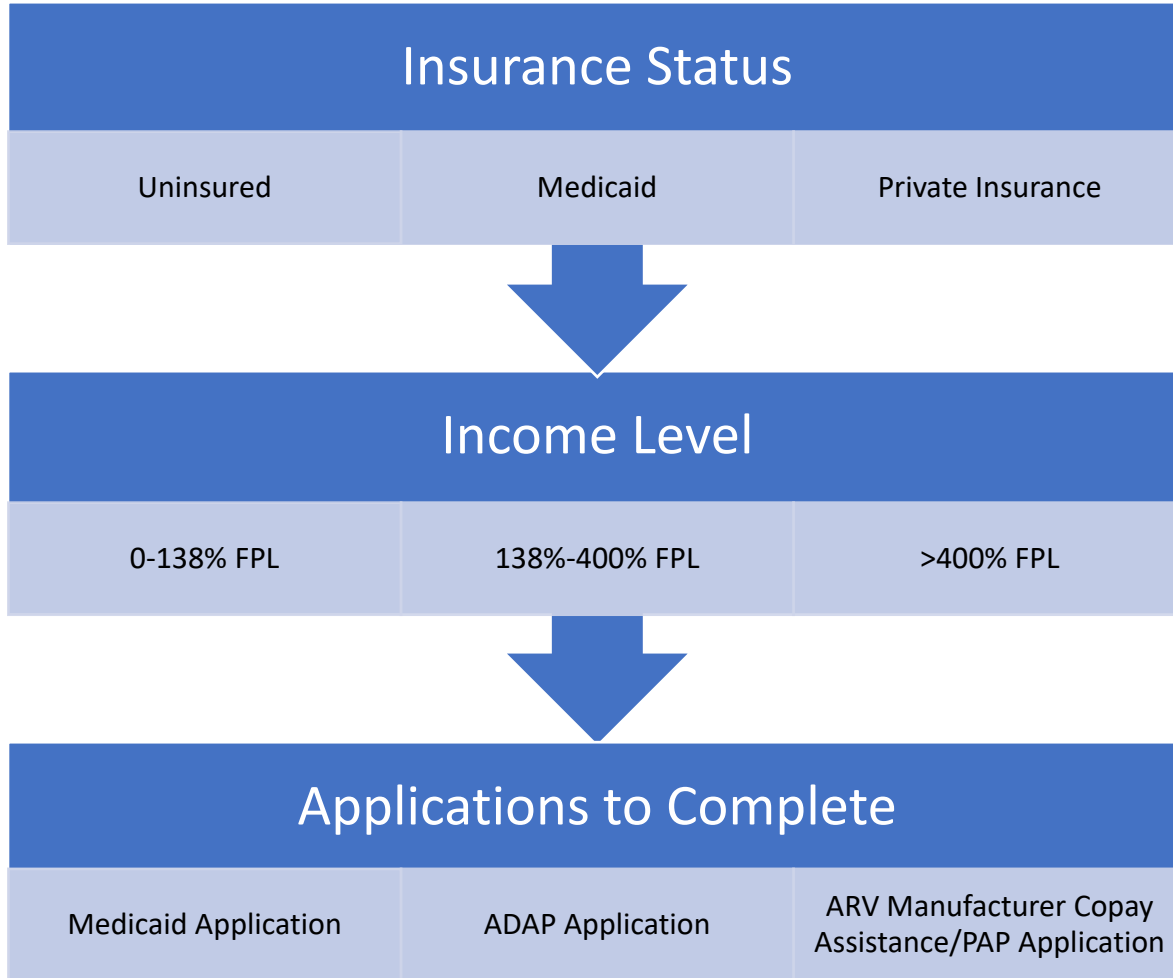 Insurance Status
Uninsured
Medicaid
Private Insurance
Income Level
0-138% FPL
138%-400% FPL
>400% FPL
Applications to Complete
Medicaid Application
ADAP Application
ARV Manufacturer Copay
Assistance/PAP Application